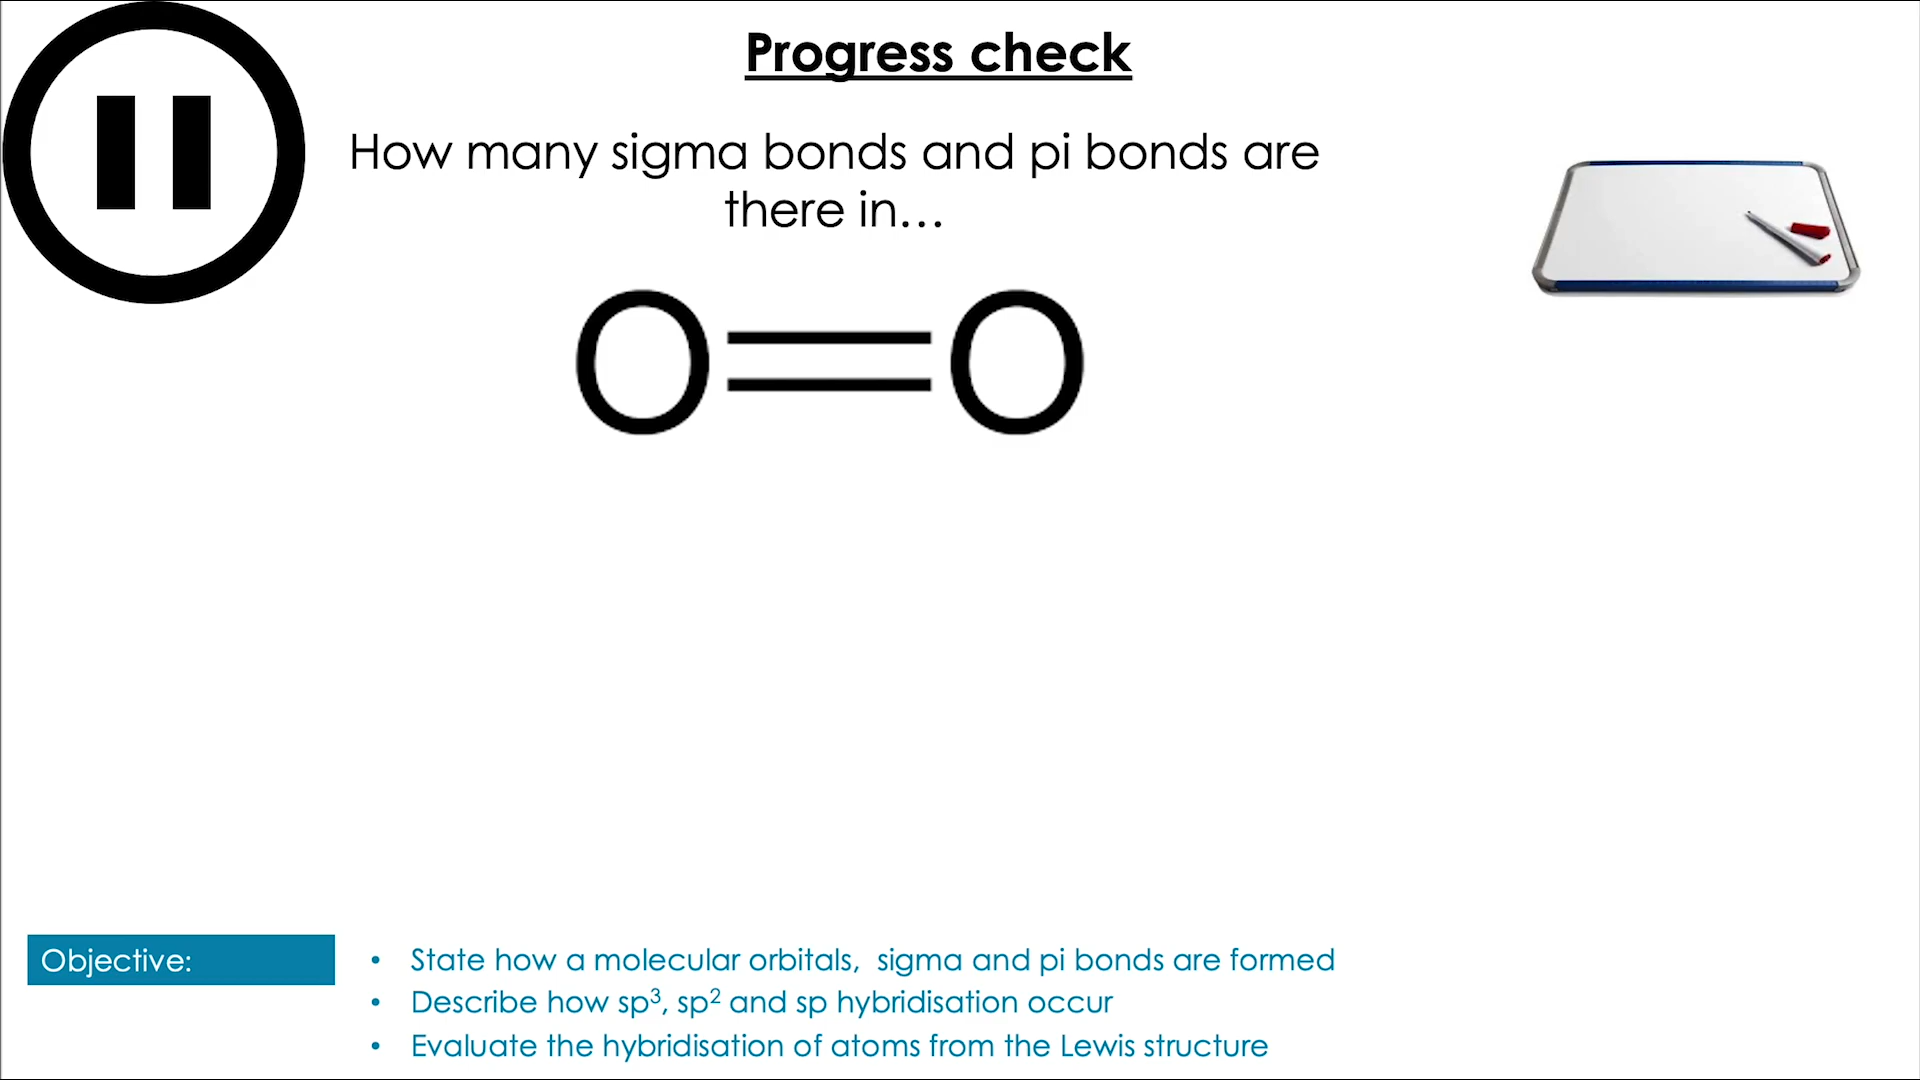 Progress check
How many sigma bonds and pi bonds are
there in…
O=O
Objective:
• State how a molecular orbitals,  sigma and pi bonds are formed
• Describe how sp³, sp² and sp hybridisation occur
• Evaluate the hybridisation of atoms from the Lewis structure